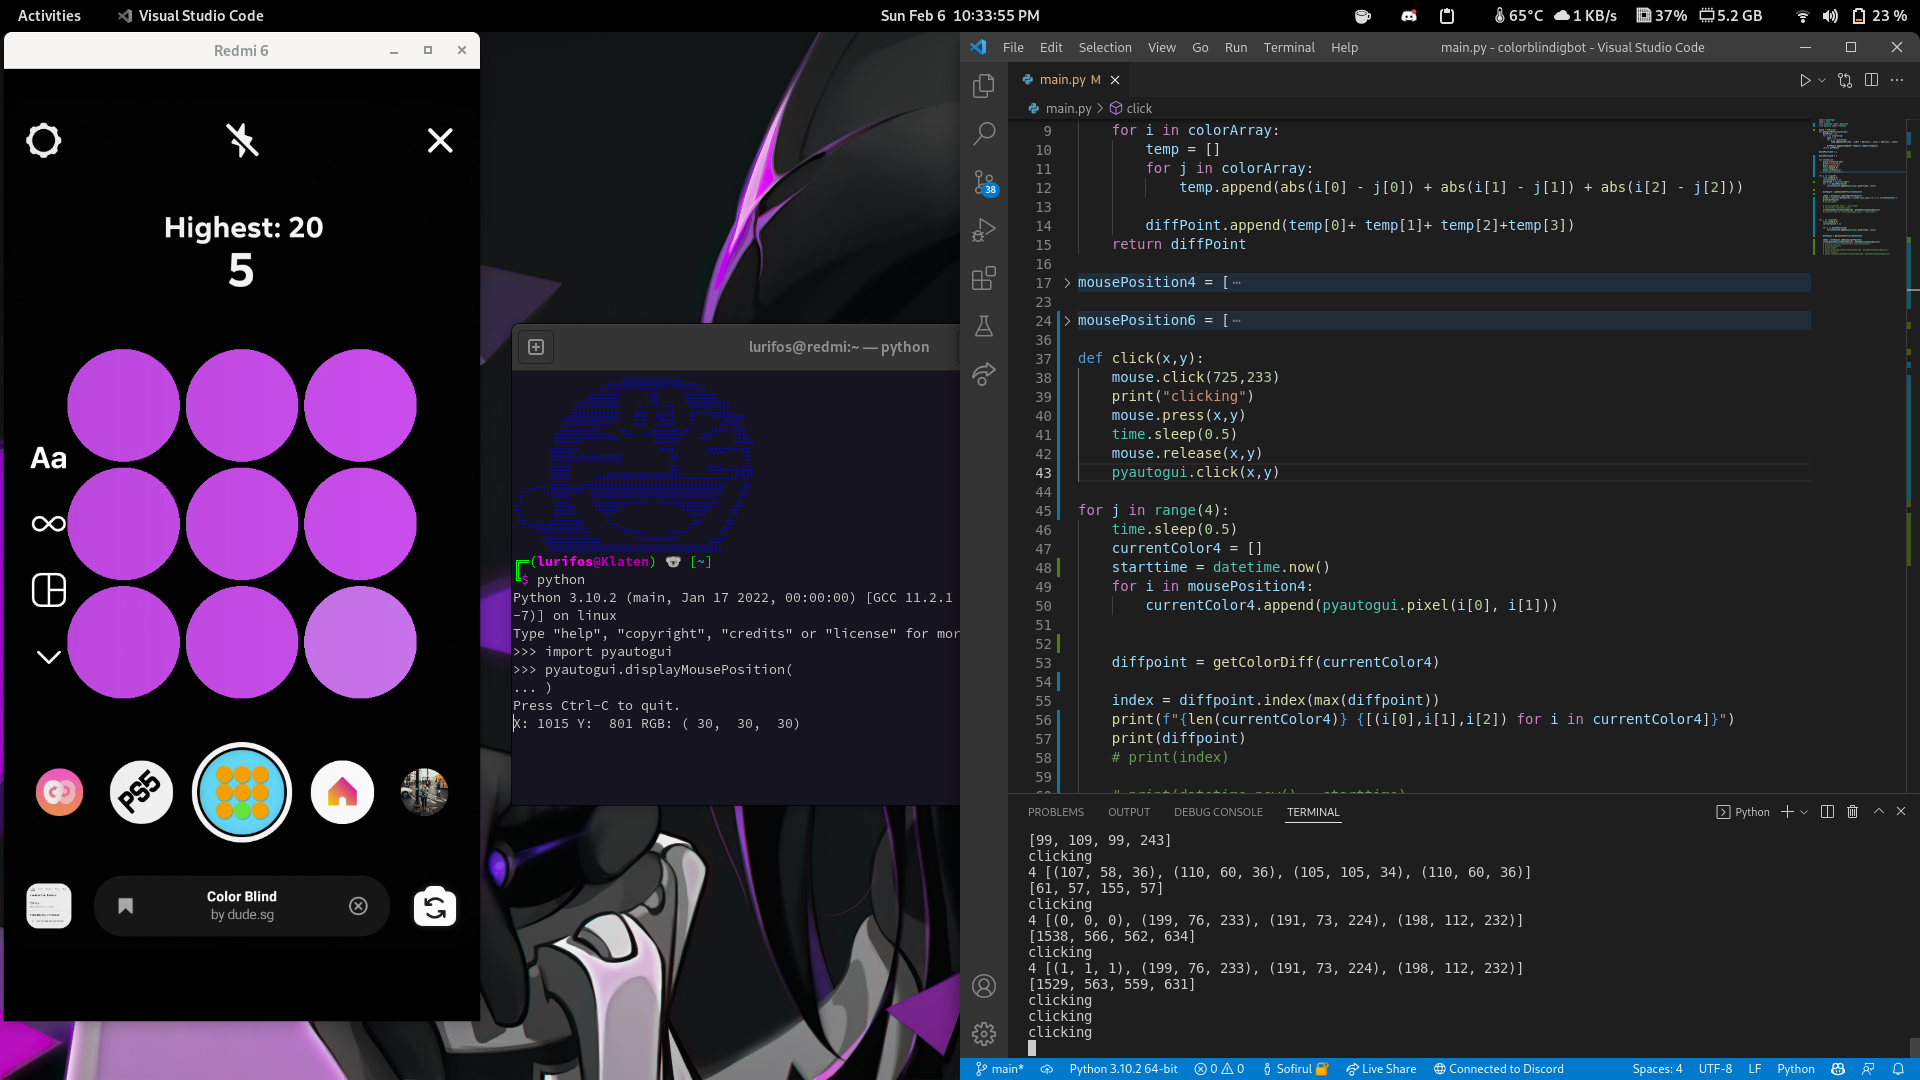 Activities
Visual Studio Code
Sun Feb 6 10:33:55 PM
65°C
1 KB/s
37%
5.2 GB
23 %
Redmi 6
Highest: 20
5
Aa
PS5
Color Blind
by dude.sg
lurifos@redmi:~ — python
(lurifos@Klaten) [~]
$ python
Python 3.10.2 (main, Jan 17 2022, 00:00:00) [GCC 11.2.1
-7)] on linux
Type "help", "copyright", "credits" or "license" for mor
>>> import pyautogui
>>> pyautogui.displayMousePosition(
... )
Press Ctrl-C to quit.
X: 1015 Y:  801 RGB: ( 30,  30,  30)
File Edit Selection View Go Run Terminal Help
main.py - colorblindigbot - Visual Studio Code
main.py M
main.py > click
38
9 for i in colorArray:
10 temp = []
11 for j in colorArray:
12 temp.append(abs(i[0] - j[0]) + abs(i[1] - j[1]) + abs(i[2] - j[2]))
13
14 diffPoint.append(temp[0]+ temp[1]+ temp[2]+temp[3])
15 return diffPoint
16
17 > mousePosition4 = [ ⋯
23
24 > mousePosition6 = [ ⋯
36
37 def click(x,y):
38 mouse.click(725,233)
39 print("clicking")
40 mouse.press(x,y)
41 time.sleep(0.5)
42 mouse.release(x,y)
43 pyautogui.click(x,y)
44
45 for j in range(4):
46 time.sleep(0.5)
47 currentColor4 = []
48 starttime = datetime.now()
49 for i in mousePosition4:
50 currentColor4.append(pyautogui.pixel(i[0], i[1]))
51
52
53 diffpoint = getColorDiff(currentColor4)
54
55 index = diffpoint.index(max(diffpoint))
56 print(f"{len(currentColor4)} {[(i[0],i[1],i[2]) for i in currentColor4]}")
57 print(diffpoint)
58 # print(index)
59
PROBLEMS OUTPUT DEBUG CONSOLE TERMINAL
Python
[99, 109, 99, 243]
clicking
4 [(107, 58, 36), (110, 60, 36), (105, 105, 34), (110, 60, 36)]
[61, 57, 155, 57]
clicking
4 [(0, 0, 0), (199, 76, 233), (191, 73, 224), (198, 112, 232)]
[1538, 566, 562, 634]
clicking
4 [(1, 1, 1), (199, 76, 233), (191, 73, 224), (198, 112, 232)]
[1529, 563, 559, 631]
clicking
clicking
clicking
main*
Python 3.10.2 64-bit
0 0
Sofirul
Live Share
Connected to Discord
Spaces: 4
UTF-8
LF
Python